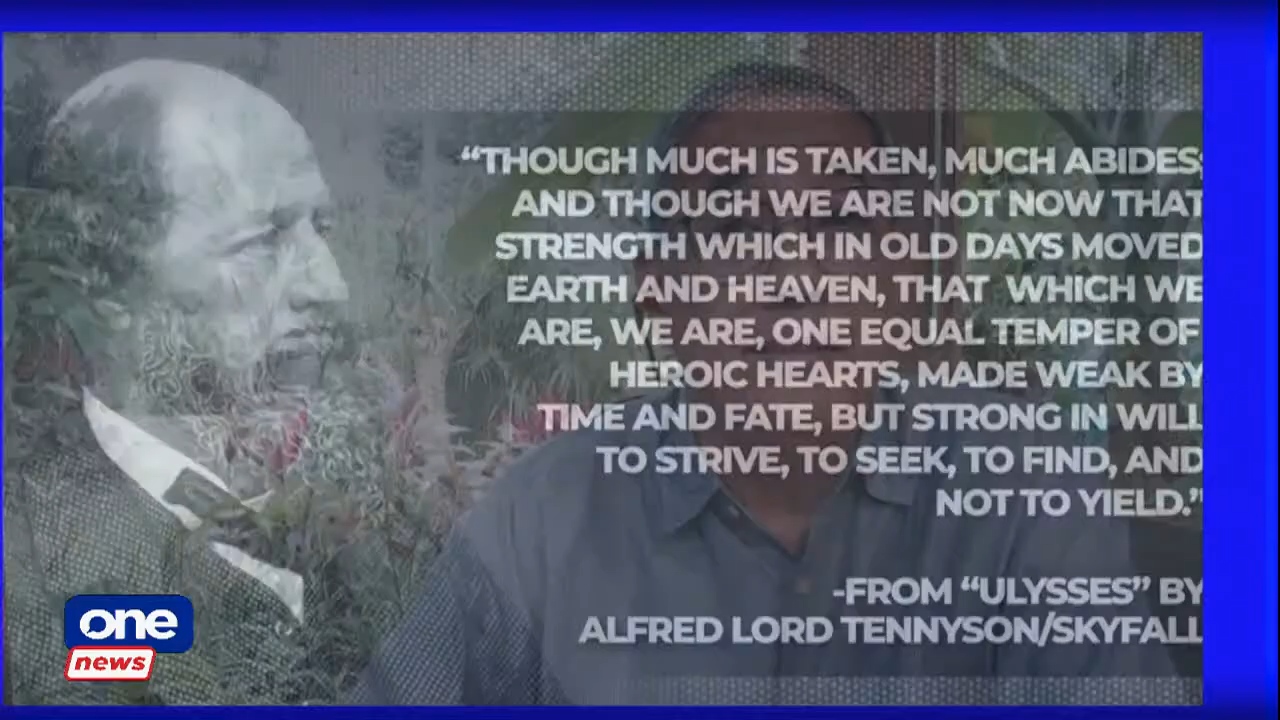 “THOUGH MUCH IS TAKEN, MUCH ABIDES;
AND THOUGH WE ARE NOT NOW THAT
STRENGTH WHICH IN OLD DAYS MOVED
EARTH AND HEAVEN, THAT WHICH WE
ARE, WE ARE, ONE EQUAL TEMPER OF
HEROIC HEARTS, MADE WEAK BY
TIME AND FATE, BUT STRONG IN WILL
TO STRIVE, TO SEEK, TO FIND, AND
NOT TO YIELD.”
-FROM “ULYSSES” BY
ALFRED LORD TENNYSON/SKYFALL
one
news